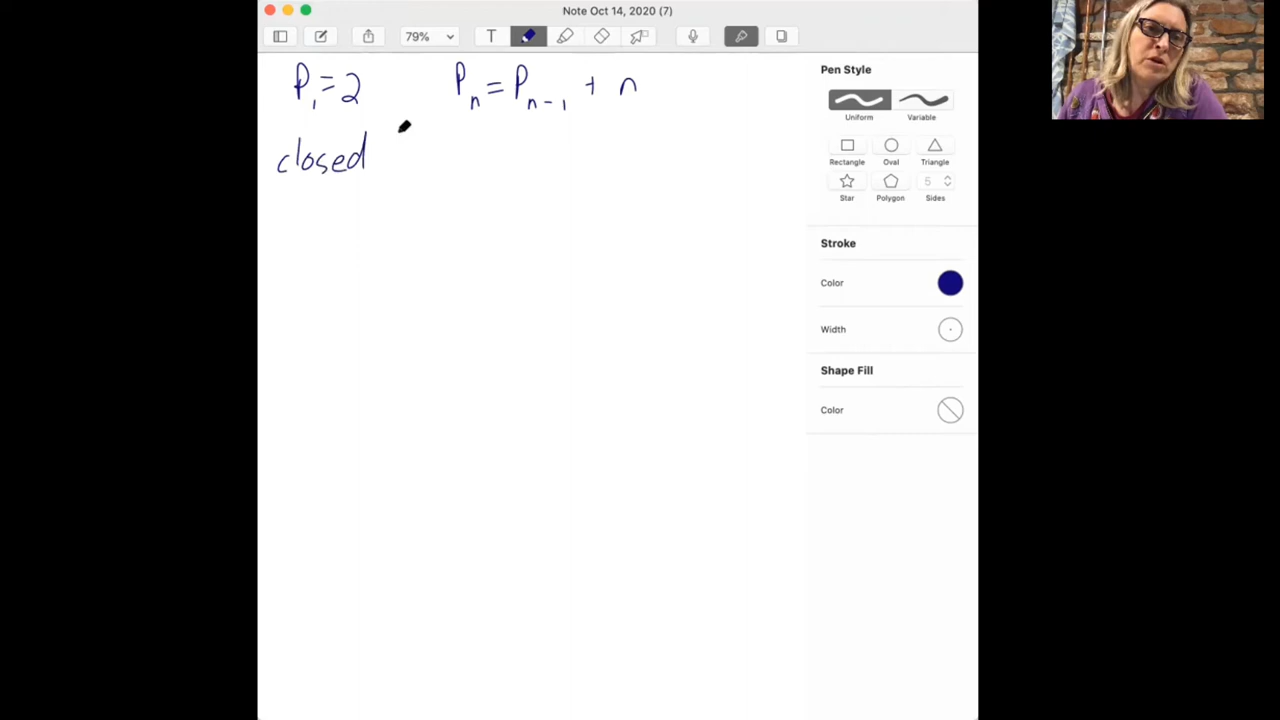 Note Oct 14, 2020 (7)
79%
T
P₁ = 2 Pₙ = Pₙ₋₁ + n
closed
Pen Style
Uniform Variable
Rectangle Oval Triangle
5
Star Polygon Sides
Stroke
Color
Width
Shape Fill
Color